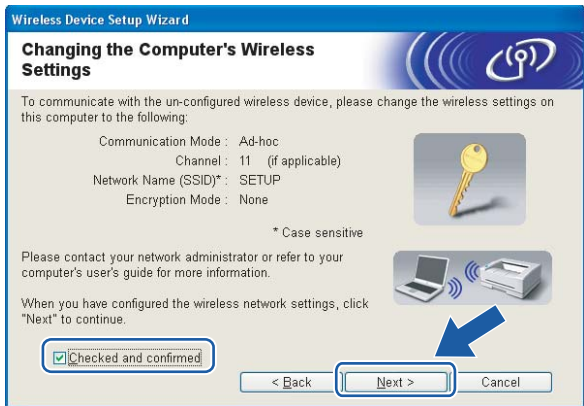 Wireless Device Setup Wizard
Changing the Computer's Wireless
Settings
To communicate with the un-configured wireless device, please change the wireless settings on
this computer to the following:
Communication Mode : Ad-hoc
Channel : 11 (if applicable)
Network Name (SSID)* : SETUP
Encryption Mode : None
* Case sensitive
Please contact your network administrator or refer to your
computer's user's guide for more information.
When you have configured the wireless network settings, click
"Next" to continue.
Checked and confirmed
< Back Next > Cancel